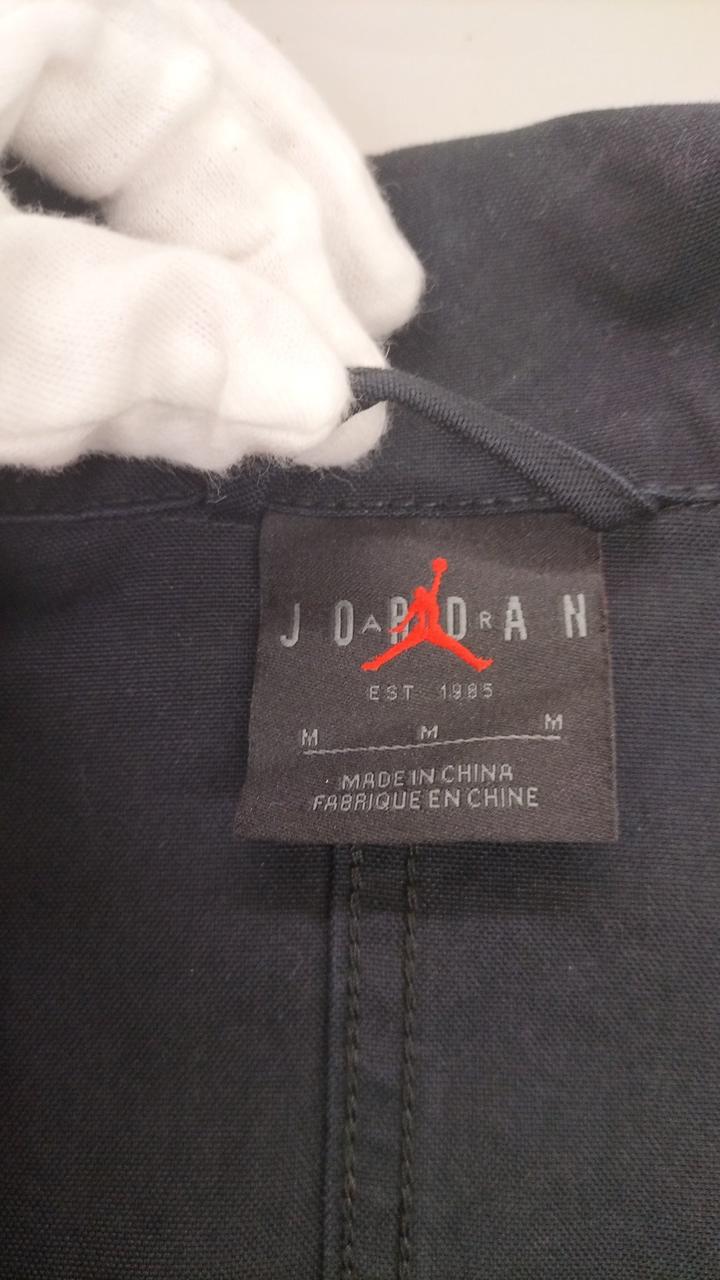 JORDAN
AIR
EST 1985
M M M
MADE IN CHINA
FABRIQUE EN CHINE